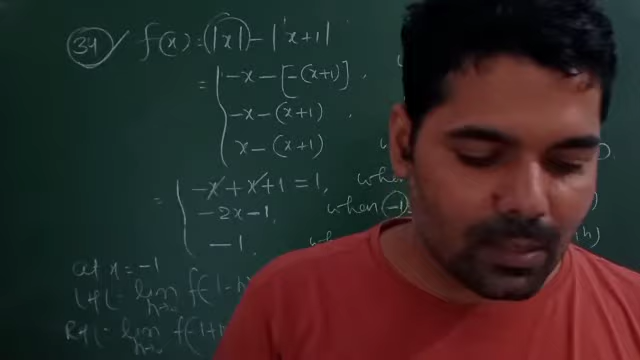 34 f(x) = |x| - |x+1|
= { -x - [-(x+1)],
-x - (x+1),
x - (x+1)
= { -x + x + 1 = 1, when
-2x - 1, when -1
-1.
at x = -1
LHL = lim h→0 f(-1-h)
RHL = lim h→0 f(-1+h